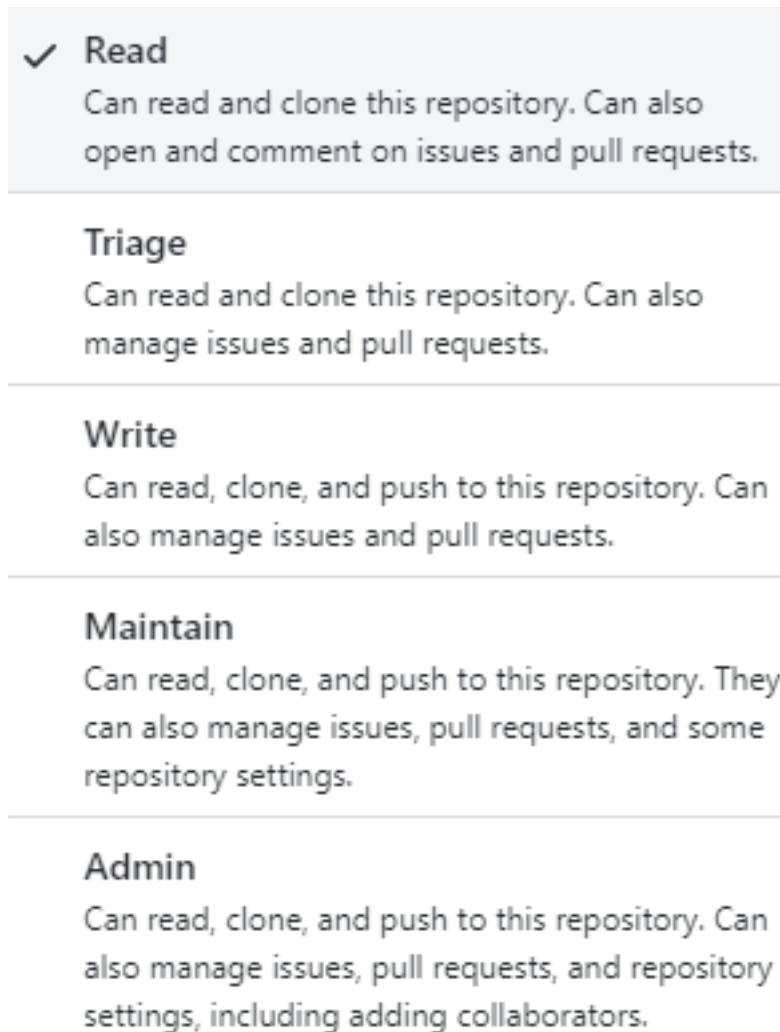 Read
Can read and clone this repository. Can also
open and comment on issues and pull requests.
Triage
Can read and clone this repository. Can also
manage issues and pull requests.
Write
Can read, clone, and push to this repository. Can
also manage issues and pull requests.
Maintain
Can read, clone, and push to this repository. They
can also manage issues, pull requests, and some
repository settings.
Admin
Can read, clone, and push to this repository. Can
also manage issues, pull requests, and repository
settings, including adding collaborators.